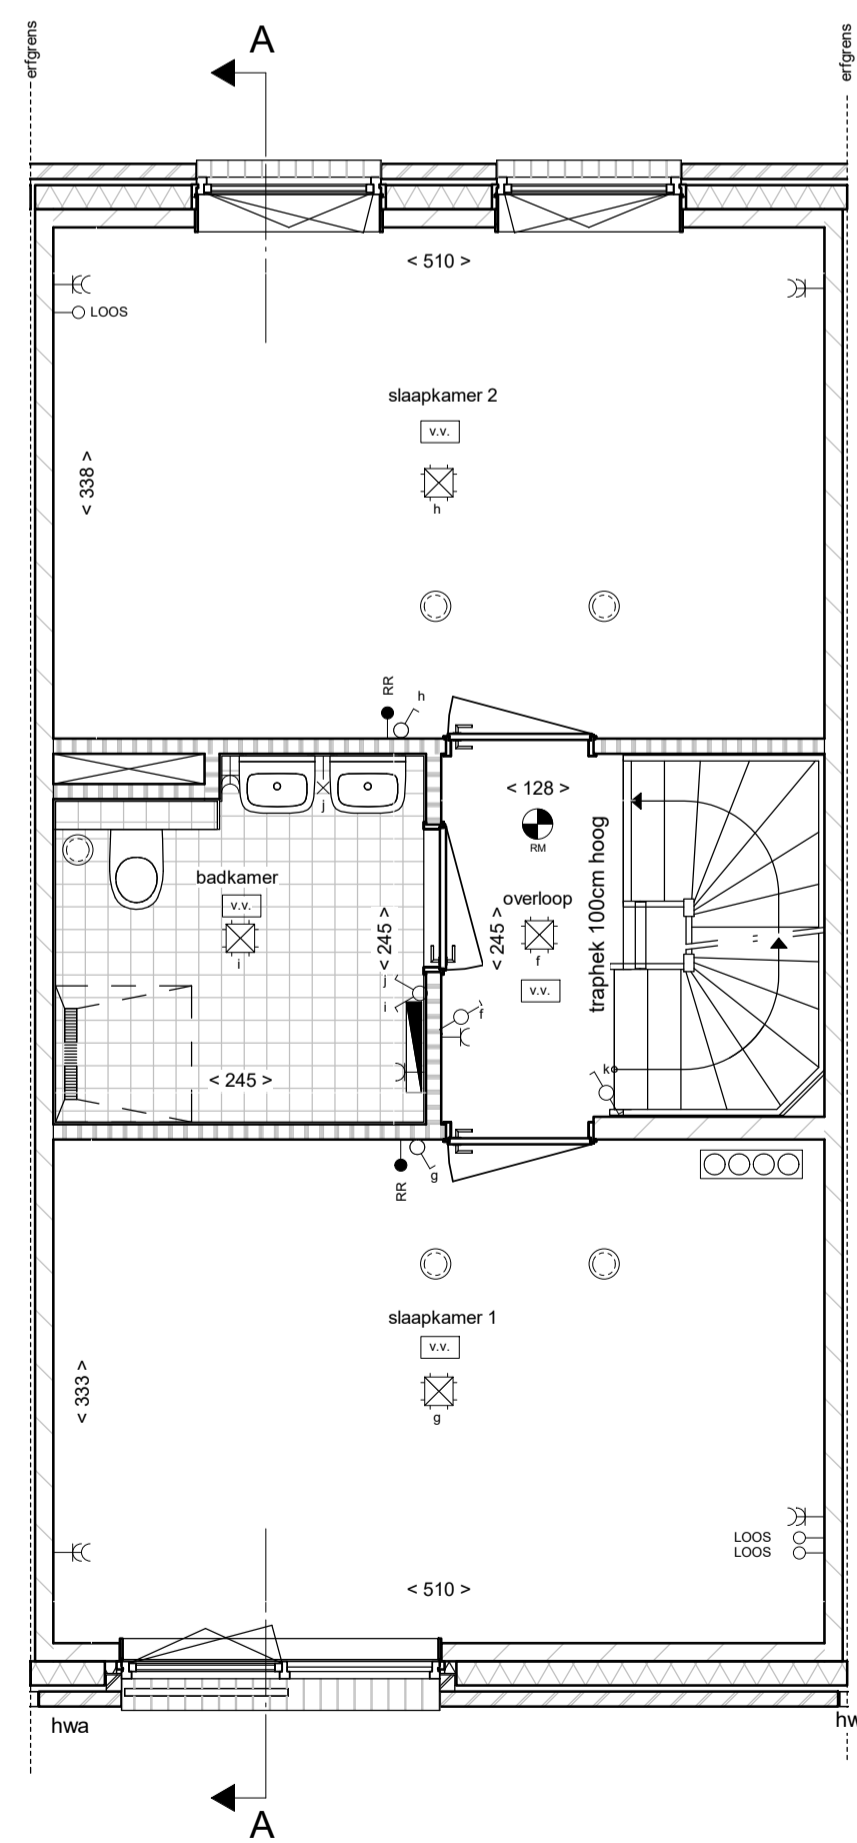 erfgrens
erfgrens
A
< 510 >
LOOS
slaapkamer 2
v.v.
< 338 >
h
RR
h
< 128 >
j
RM
traphek 100cm hoog
badkamer
v.v.
i
< 245 >
< 245 >
overloop
f
v.v.
j
i
f
k
< 245 >
g
RR
slaapkamer 1
v.v.
< 333 >
g
LOOS
LOOS
< 510 >
hwa
hw
A